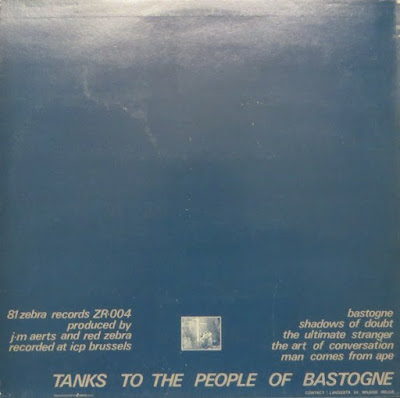 81 zebra records ZR-004
produced by
j-m aerts and red zebra
recorded at icp brussels
bastogne
shadows of doubt
the ultimate stranger
the art of conversation
man comes from ape
TANKS TO THE PEOPLE OF BASTOGNE
CONTACT :